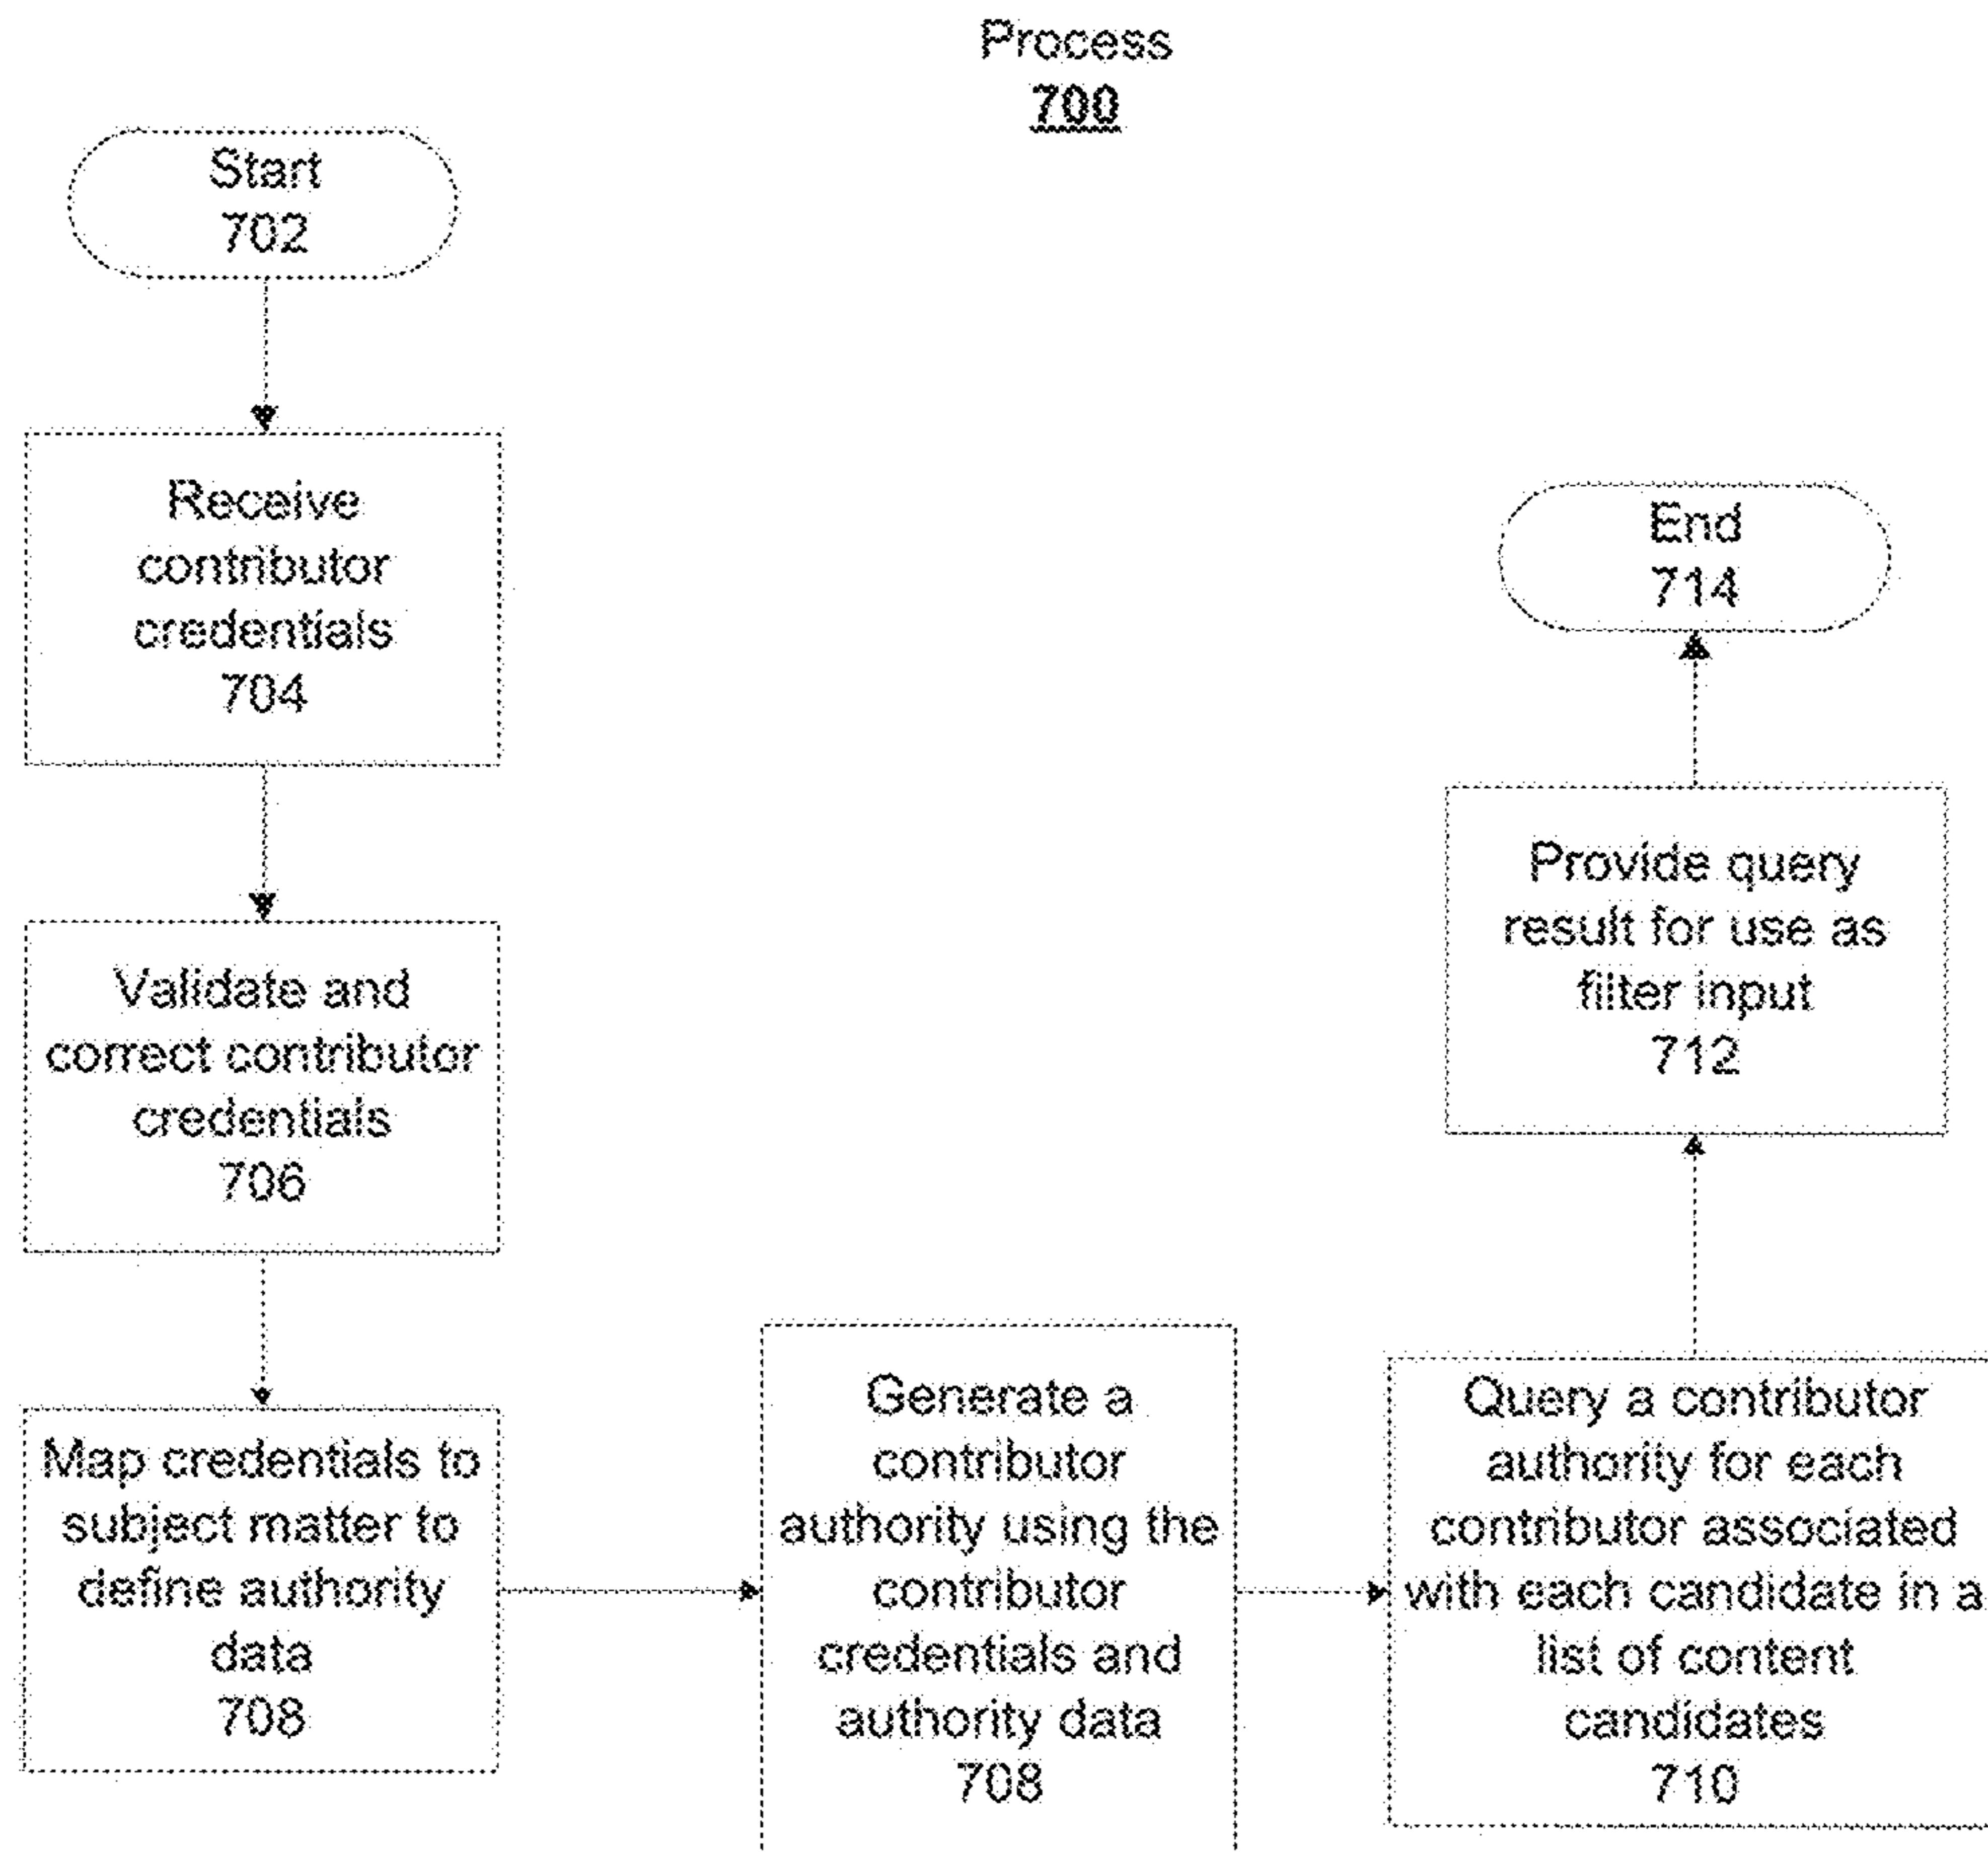 Process
700
Start
702
Receive
contributor
credentials
704
Validate and
correct contributor
credentials
706
Map credentials to
subject matter to
define authority
data
708
Generate a
contributor
authority using the
contributor
credentials and
authority data
708
Query a contributor
authority for each
contributor associated
with each candidate in a
list of content
candidates
710
Provide query
result for use as
filter input
712
End
714